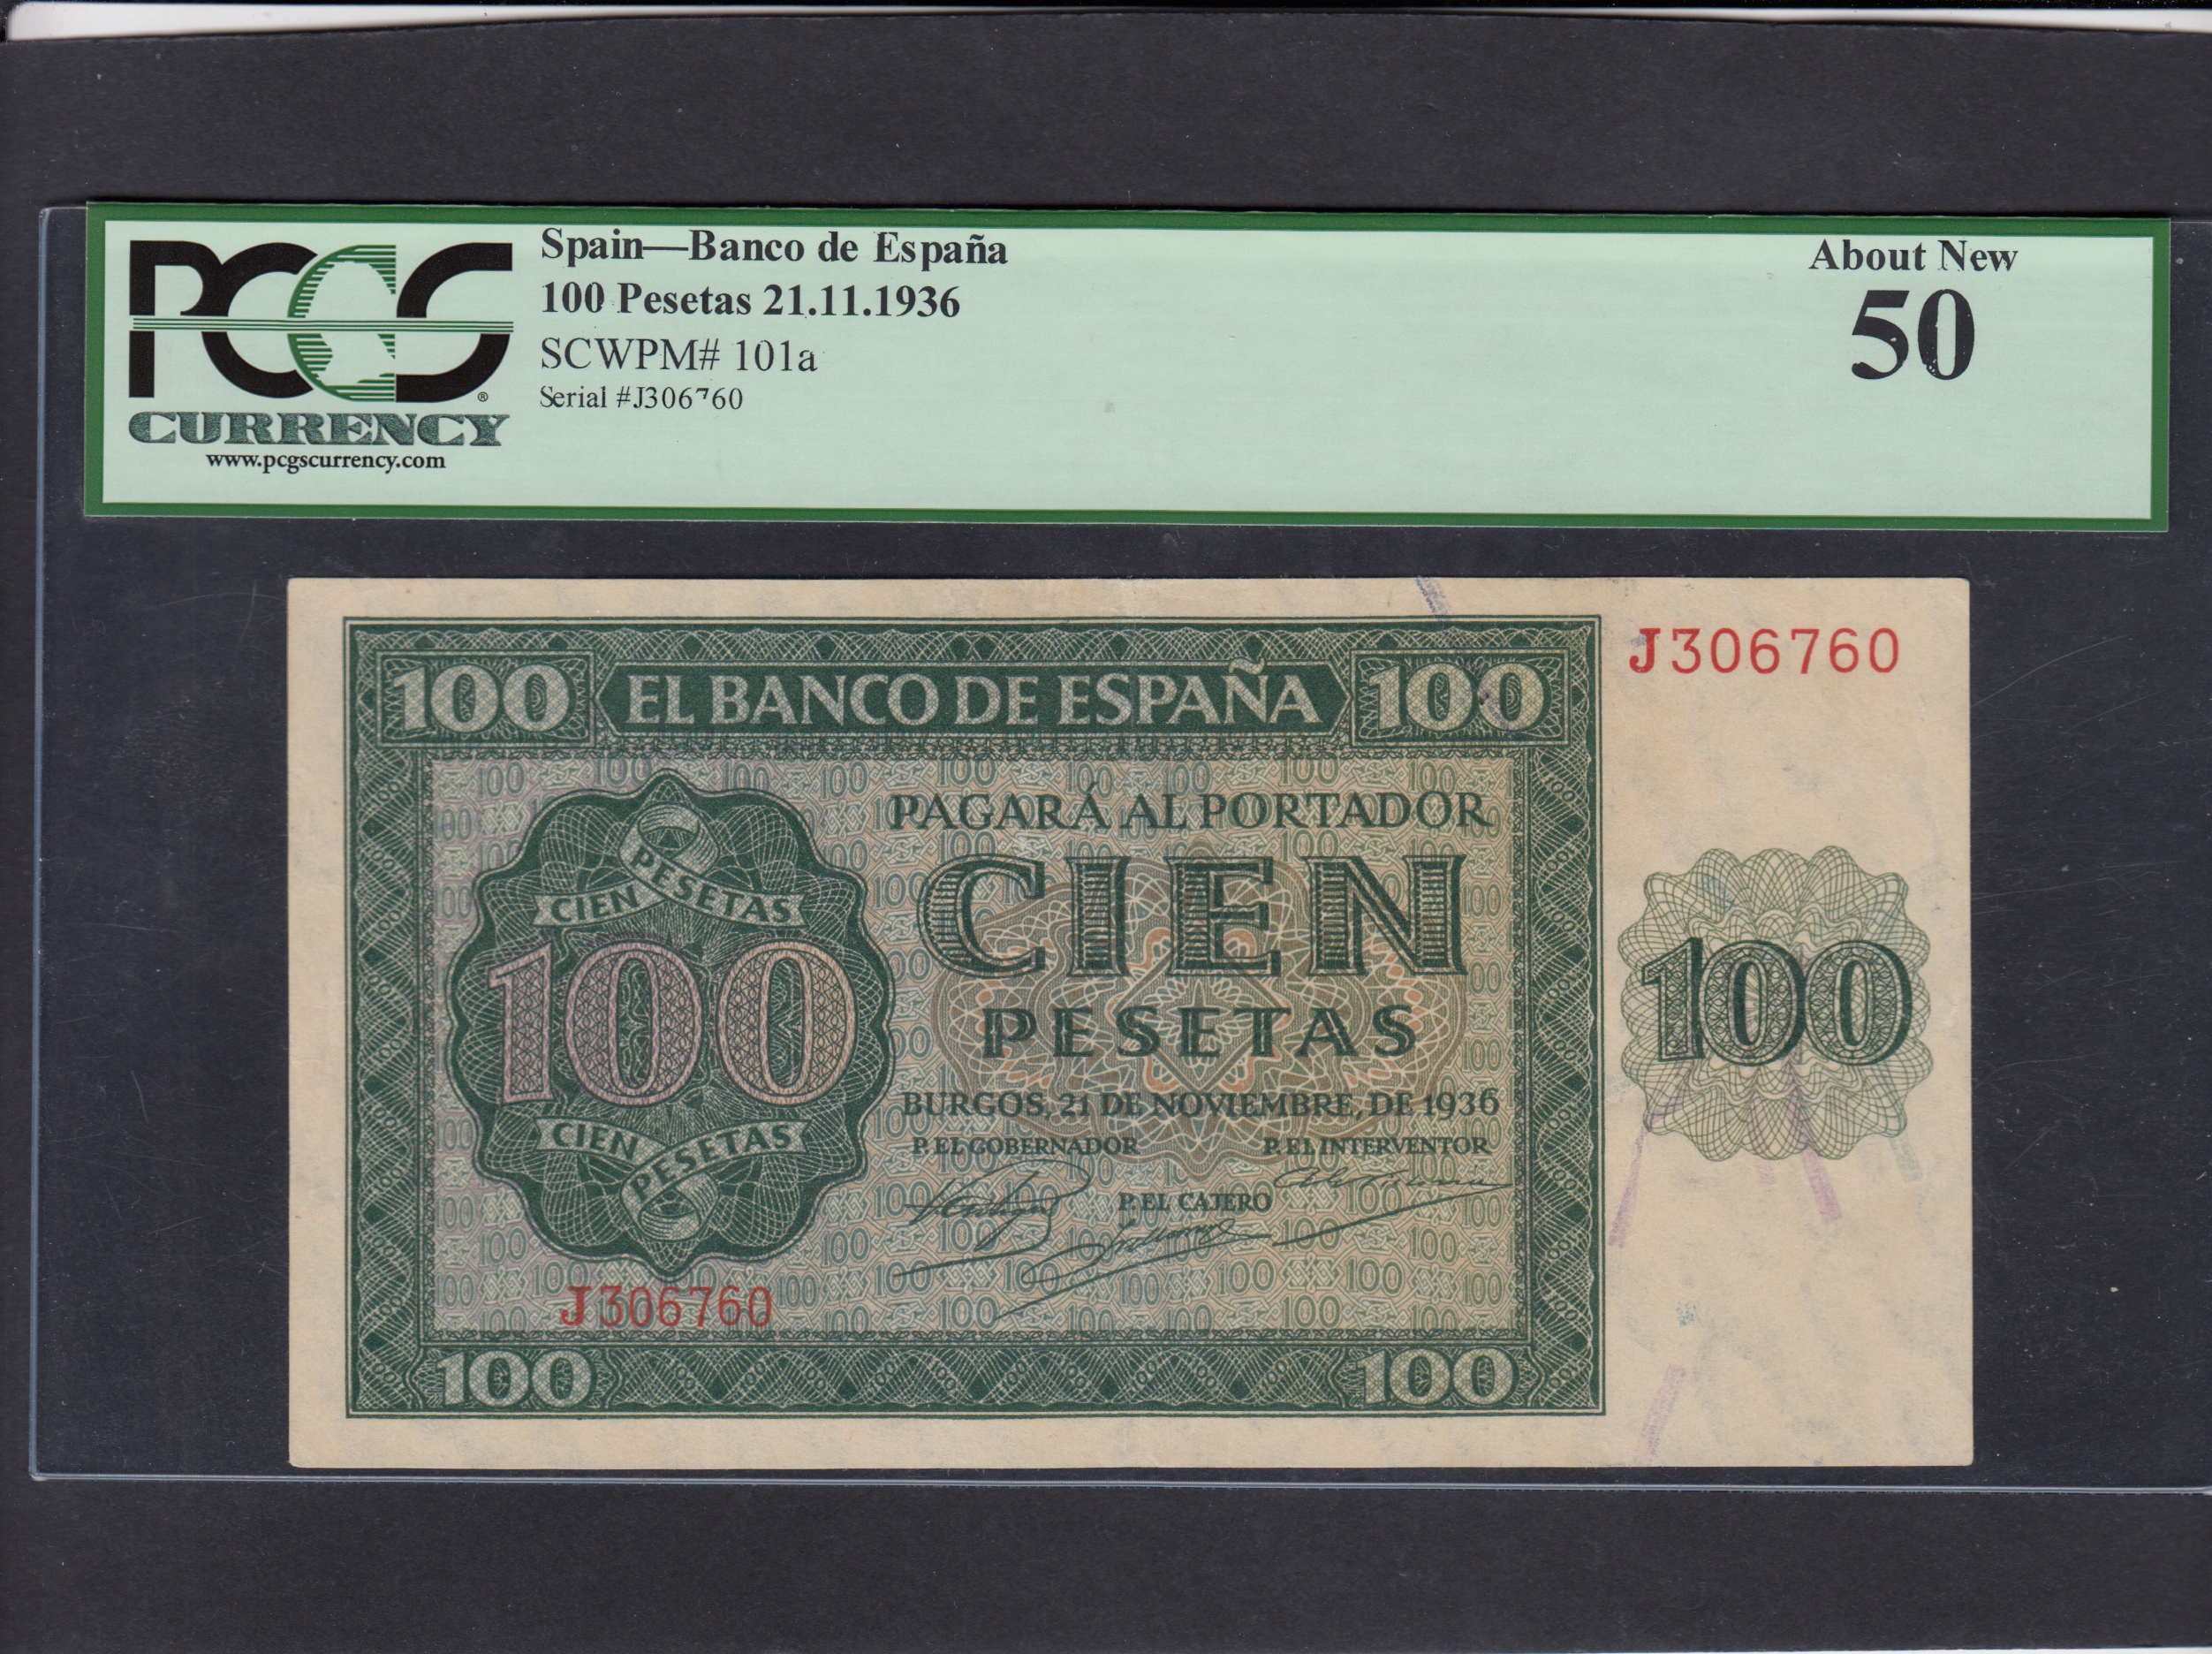 PCGS
CURRENCY
www.pcgscurrency.com
Spain—Banco de España
100 Pesetas 21.11.1936
SCWPM# 101a
Serial #J306760
About New
50
J306760
100 EL BANCO DE ESPAÑA 100
PAGARÁ AL PORTADOR
CIEN
PESETAS
CIEN PESETAS
100
CIEN PESETAS
100
BURGOS, 21 DE NOVIEMBRE, DE 1936
P. EL GOBERNADOR P. EL INTERVENTOR
P. EL CAJERO
J306760
100 100